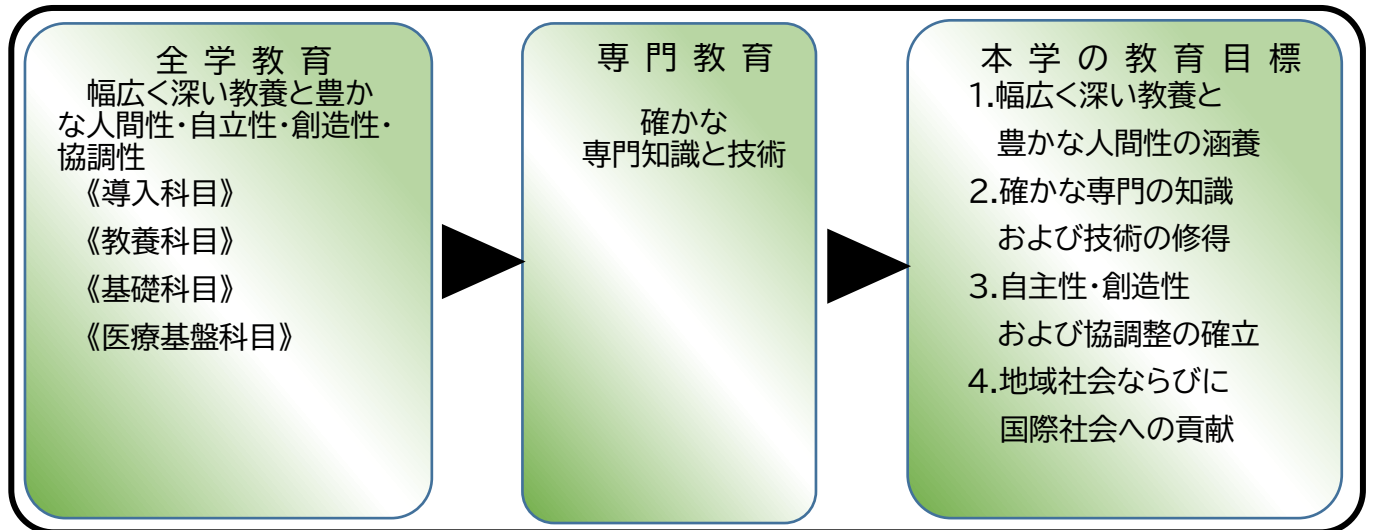 全学教育
幅広く深い教養と豊か
な人間性・自立性・創造性・
協調性
《導入科目》
《教養科目》
《基礎科目》
《医療基盤科目》
専門教育
確かな
専門知識と技術
本学の教育目標
1.幅広く深い教養と
豊かな人間性の涵養
2.確かな専門の知識
および技術の修得
3.自主性・創造性
および協調整の確立
4.地域社会ならびに
国際社会への貢献